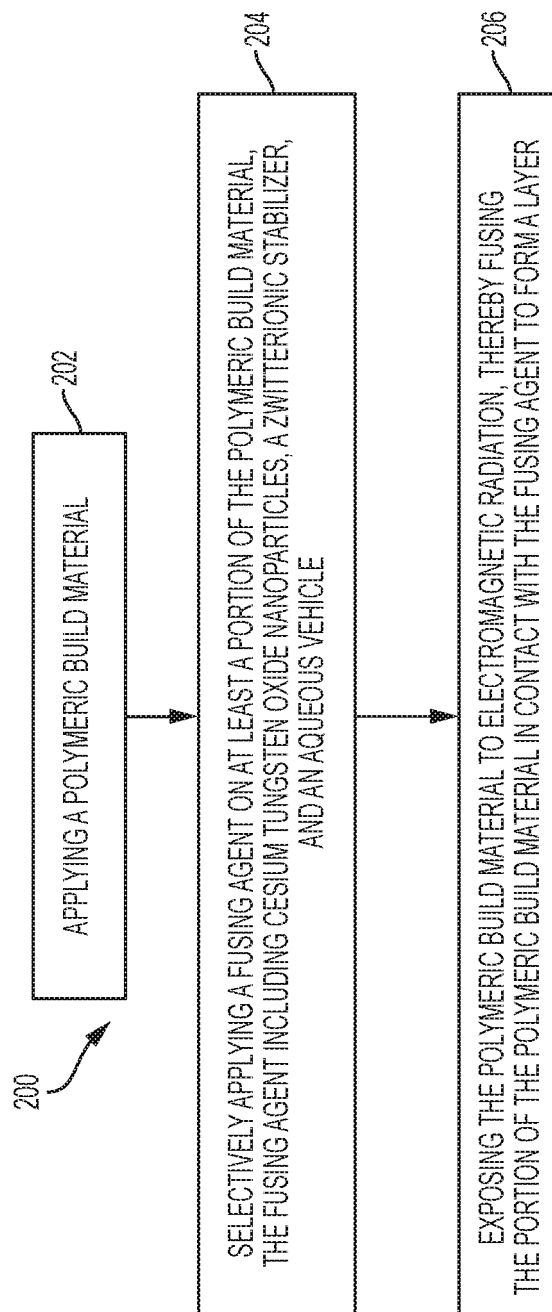 200
202
APPLYING A POLYMERIC BUILD MATERIAL
204
SELECTIVELY APPLYING A FUSING AGENT ON AT LEAST A PORTION OF THE POLYMERIC BUILD MATERIAL,
THE FUSING AGENT INCLUDING CESIUM TUNGSTEN OXIDE NANOPARTICLES, A ZWITTERIONIC STABILIZER,
AND AN AQUEOUS VEHICLE
206
EXPOSING THE POLYMERIC BUILD MATERIAL TO ELECTROMAGNETIC RADIATION, THEREBY FUSING
THE PORTION OF THE POLYMERIC BUILD MATERIAL IN CONTACT WITH THE FUSING AGENT TO FORM A LAYER